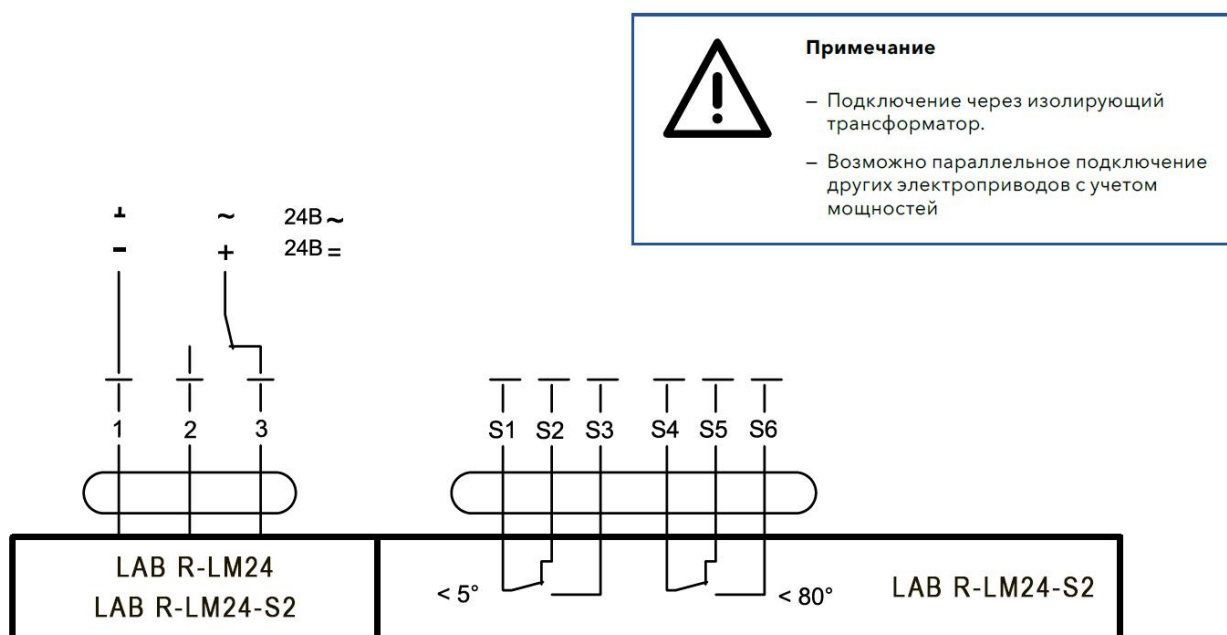 Примечание
– Подключение через изолирующий
трансформатор.
– Возможно параллельное подключение
других электроприводов с учетом
мощностей
⊥ ~ 24В ~
- + 24В =
1 2 3
S1 S2 S3 S4 S5 S6
LAB R-LM24
LAB R-LM24-S2
< 5°
< 80°
LAB R-LM24-S2